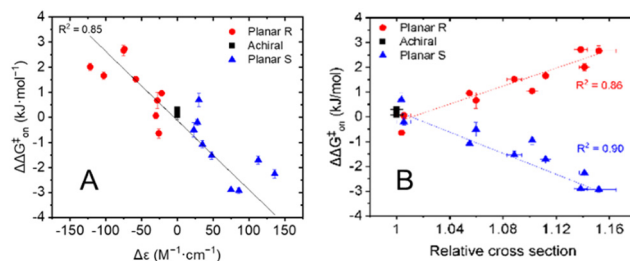 R² = 0.85
Planar R
Achiral
Planar S
ΔΔG‡on (kJ·mol⁻¹)
4
3
2
1
0
-1
-2
-3
-4
A
-150 -100 -50 0 50 100 150
Δε (M⁻¹·cm⁻¹)
Planar R
Achiral
Planar S
ΔΔG‡on (kJ/mol)
4
3
2
1
0
-1
-2
-3
-4
R² = 0.86
R² = 0.90
B
1 1.04 1.08 1.12 1.16
Relative cross section